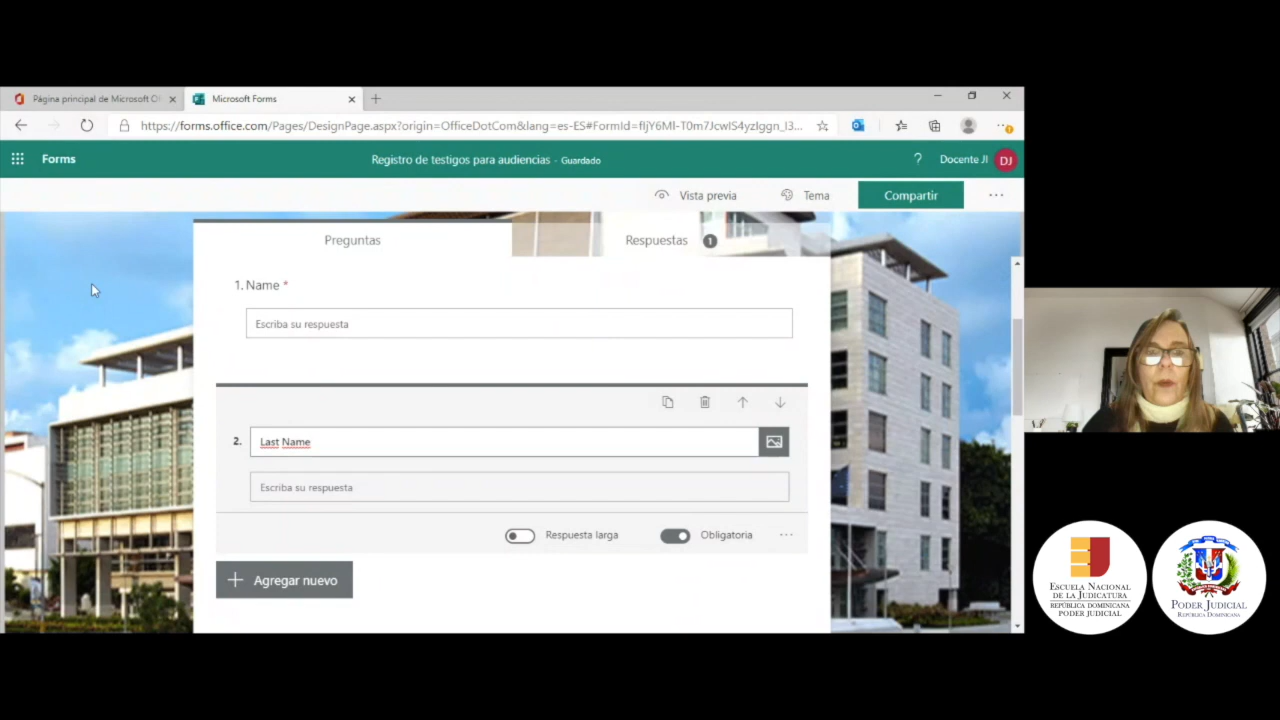 Página principal de Microsoft Of
Microsoft Forms
https://forms.office.com/Pages/DesignPage.aspx?origin=OfficeDotCom&lang=es-ES#FormId=
Forms
Registro de testigos para audiencias - Guardado
? Docente JI DJ
Vista previa
Tema
Compartir
Preguntas
Respuestas 1
1. Name *
Escriba su respuesta
2. Last Name
Escriba su respuesta
Respuesta larga
Obligatoria
Agregar nuevo
ESCUELA NACIONAL
DE LA JUDICATURA
REPÚBLICA DOMINICANA
PODER JUDICIAL
PODER JUDICIAL
REPÚBLICA DOMINICANA